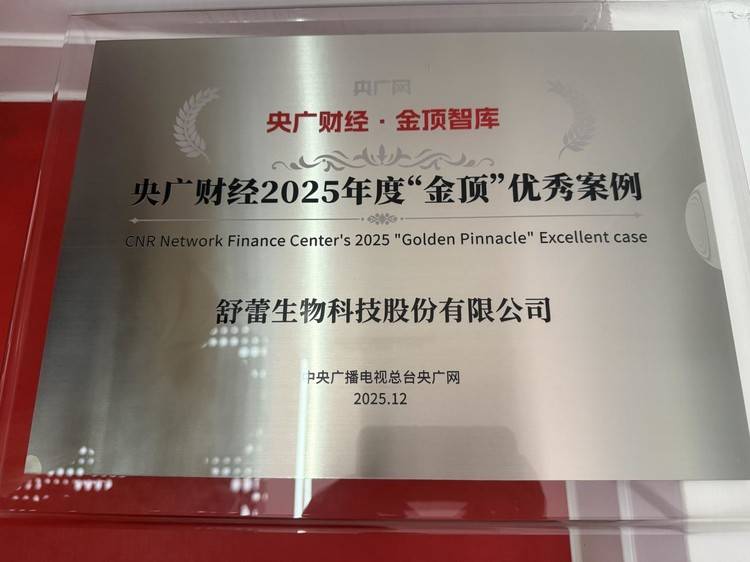 央广网
央广财经·金顶智库
央广财经2025年度“金顶”优秀案例
CNR Network Finance Center's 2025 "Golden Pinnacle" Excellent case
舒蕾生物科技股份有限公司
中央广播电视总台央广网
2025.12